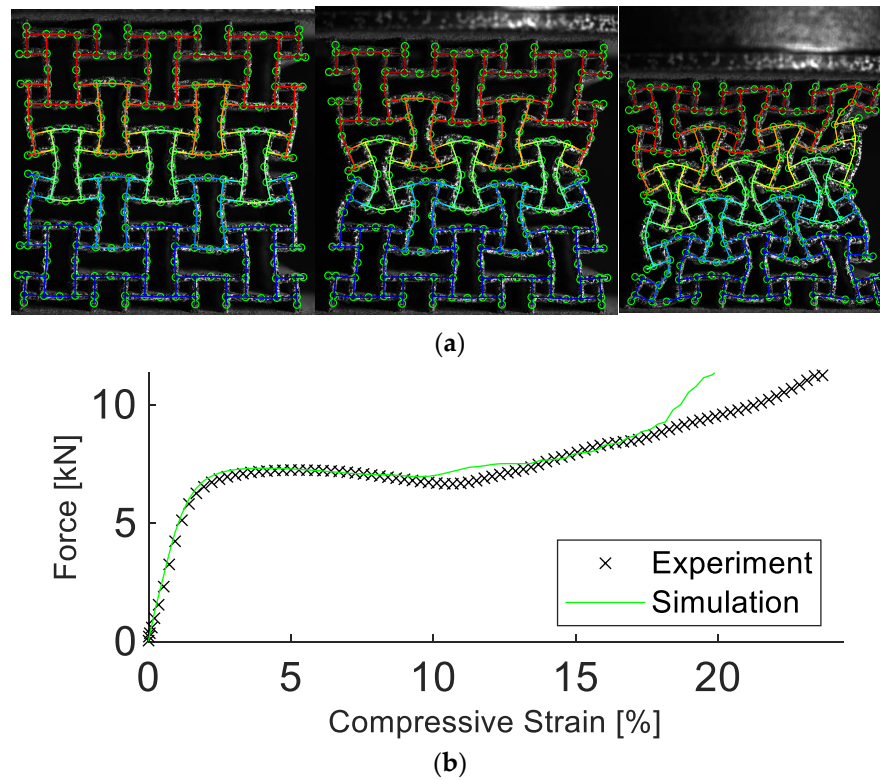 (a)
10
5
0
Force [kN]
Experiment
Simulation
0 5 10 15 20
Compressive Strain [%]
(b)